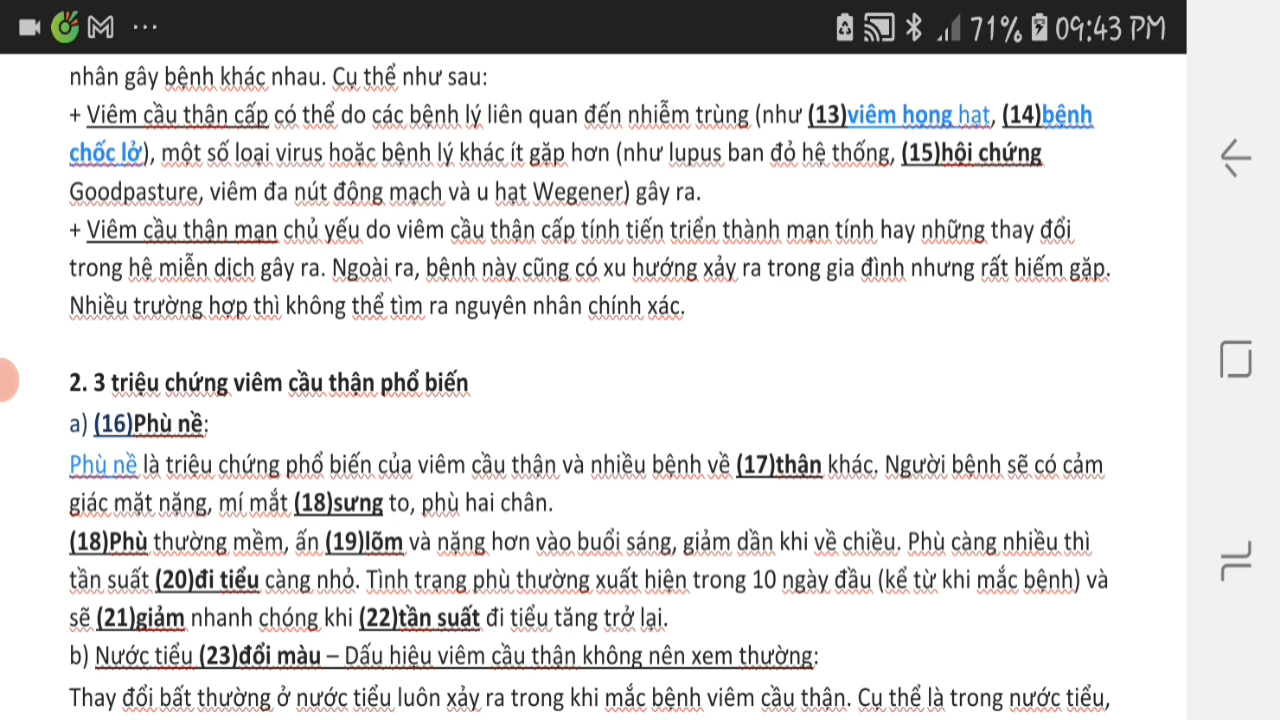 71% 09:43 PM
nhân gây bệnh khác nhau. Cụ thể như sau:
+ Viêm cầu thận cấp có thể do các bệnh lý liên quan đến nhiễm trùng (như (13)viêm họng hạt, (14)bệnh
chốc lở), một số loại virus hoặc bệnh lý khác ít gặp hơn (như lupus ban đỏ hệ thống, (15)hội chứng
Goodpasture, viêm đa nút động mạch và u hạt Wegener) gây ra.
+ Viêm cầu thận mạn chủ yếu do viêm cầu thận cấp tính tiến triển thành mạn tính hay những thay đổi
trong hệ miễn dịch gây ra. Ngoài ra, bệnh này cũng có xu hướng xảy ra trong gia đình nhưng rất hiếm gặp.
Nhiều trường hợp thì không thể tìm ra nguyên nhân chính xác.
2. 3 triệu chứng viêm cầu thận phổ biến
a) (16)Phù nề:
Phù nề là triệu chứng phổ biến của viêm cầu thận và nhiều bệnh về (17)thận khác. Người bệnh sẽ có cảm
giác mặt nặng, mí mắt (18)sưng to, phù hai chân.
(18)Phù thường mềm, ấn (19)lõm và nặng hơn vào buổi sáng, giảm dần khi về chiều. Phù càng nhiều thì
tần suất (20)đi tiểu càng nhỏ. Tình trạng phù thường xuất hiện trong 10 ngày đầu (kể từ khi mắc bệnh) và
sẽ (21)giảm nhanh chóng khi (22)tần suất đi tiểu tăng trở lại.
b) Nước tiểu (23)đổi màu – Dấu hiệu viêm cầu thận không nên xem thường:
Thay đổi bất thường ở nước tiểu luôn xảy ra trong khi mắc bệnh viêm cầu thận. Cụ thể là trong nước tiểu,